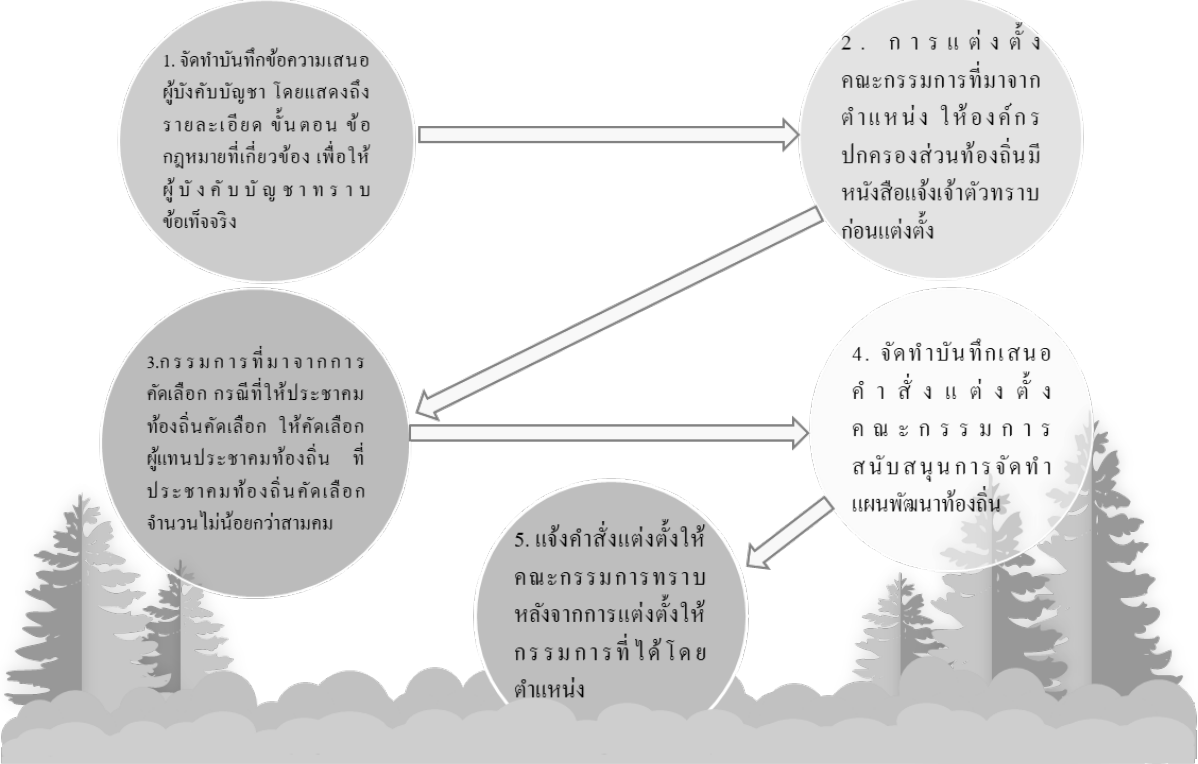 1. จัดทำบันทึกข้อความเสนอ
ผู้บังคับบัญชา โดยแสดงถึง
รายละเอียด ขั้นตอน ข้อ
กฎหมายที่เกี่ยวข้อง เพื่อให้
ผู้บังคับบัญชาทราบ
ข้อเท็จจริง
2. การแต่งตั้ง
คณะกรรมการที่มาจาก
ตำแหน่ง ให้องค์กร
ปกครองส่วนท้องถิ่นมี
หนังสือแจ้งเจ้าตัวทราบ
ก่อนแต่งตั้ง
3.กรรมการที่มาจากการ
คัดเลือก กรณีที่ให้ประชาคม
ท้องถิ่นคัดเลือก ให้คัดเลือก
ผู้แทนประชาคมท้องถิ่น ที่
ประชาคมท้องถิ่นคัดเลือก
จำนวนไม่น้อยกว่าสามคม
4. จัดทำบันทึกเสนอ
คำสั่งแต่งตั้ง
คณะกรรมการ
สนับสนุนการจัดทำ
แผนพัฒนาท้องถิ่น
5. แจ้งคำสั่งแต่งตั้งให้
คณะกรรมการทราบ
หลังจากการแต่งตั้งให้
กรรมการที่ได้โดย
ตำแหน่ง